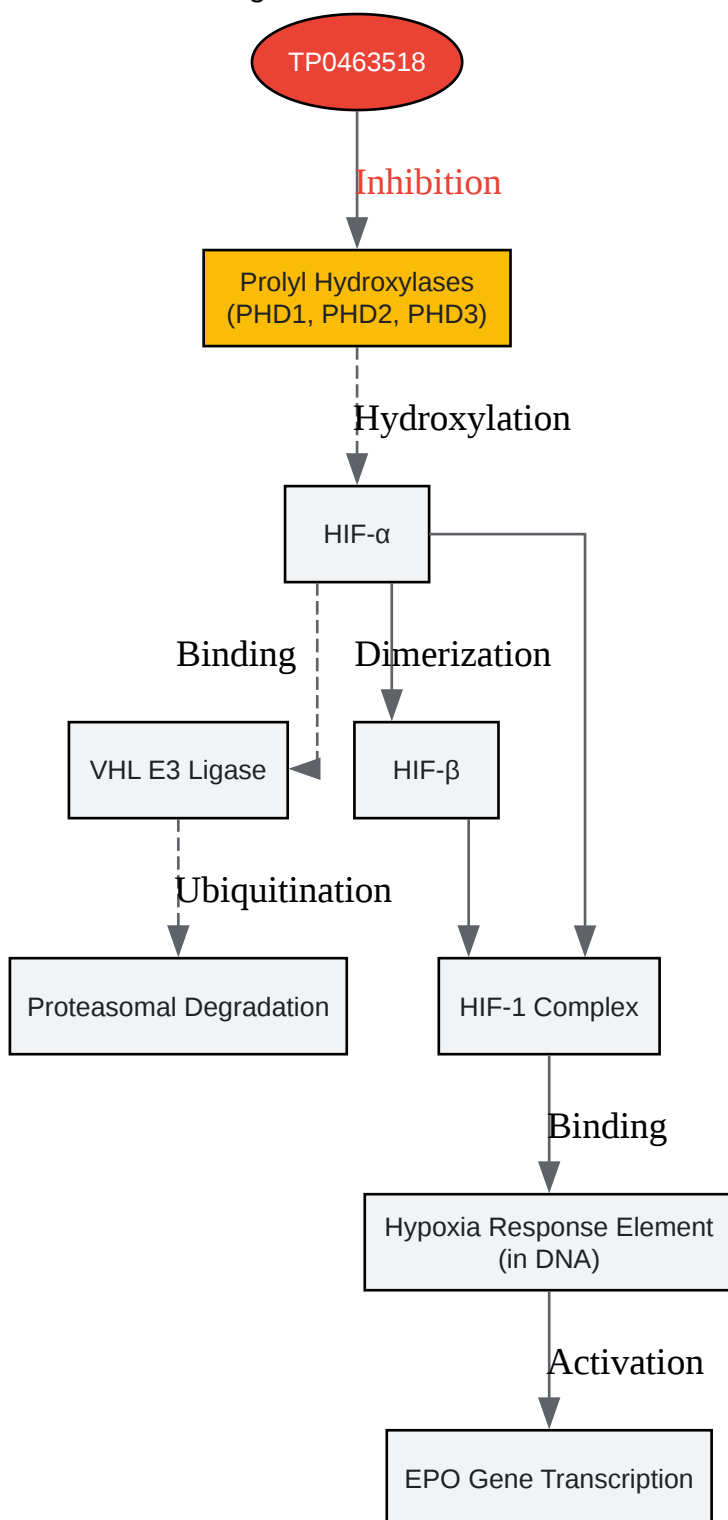 TP0463518
Inhibition
Prolyl Hydroxylases
(PHD1, PHD2, PHD3)
Hydroxylation
HIF-α
Binding
Dimerization
VHL E3 Ligase
HIF-β
Ubiquitination
Proteasomal Degradation
HIF-1 Complex
Binding
Hypoxia Response Element
(in DNA)
Activation
EPO Gene Transcription